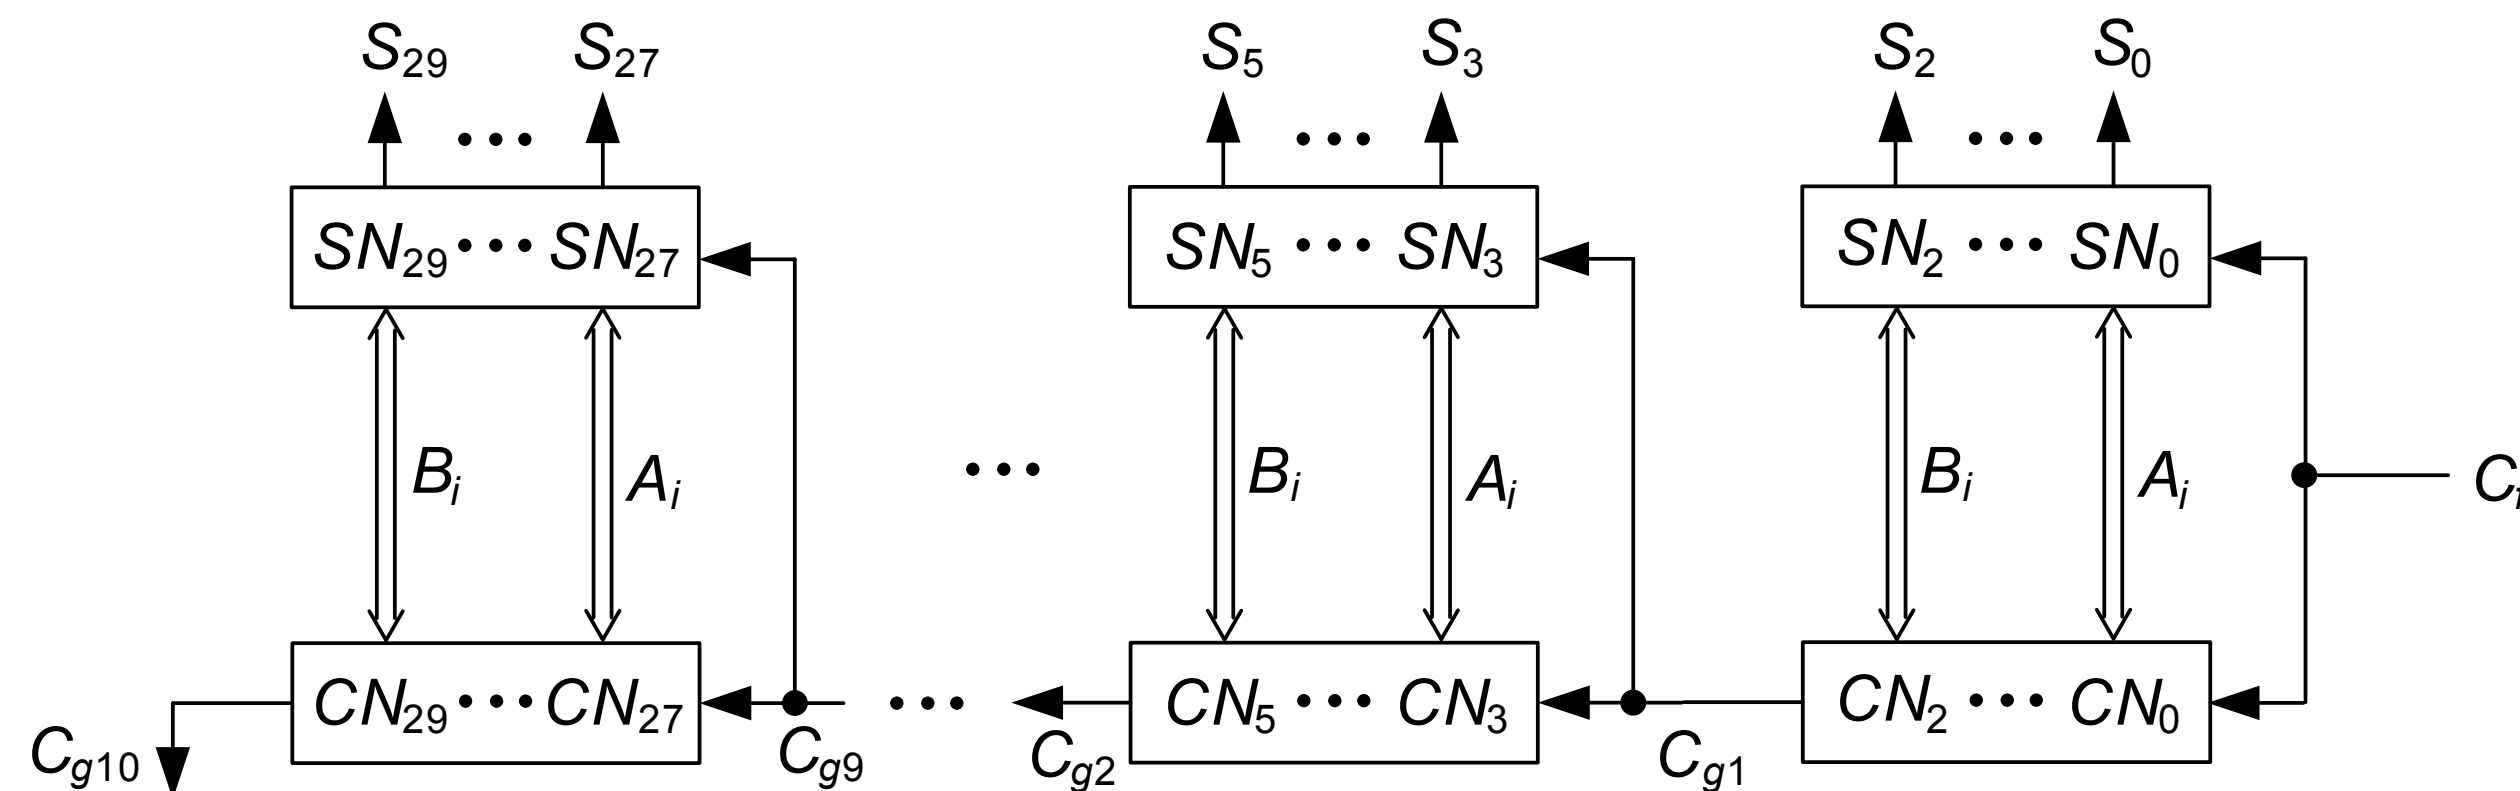 S29 S27 S5 S3 S2 S0
SN29 ••• SN27 SN5 ••• SN3 SN2 ••• SN0
Bi Ai ••• Bi Ai Bi Ai Ci
CN29 ••• CN27 CN5 ••• CN3 CN2 ••• CN0
Cg10 Cg9 Cg2 Cg1